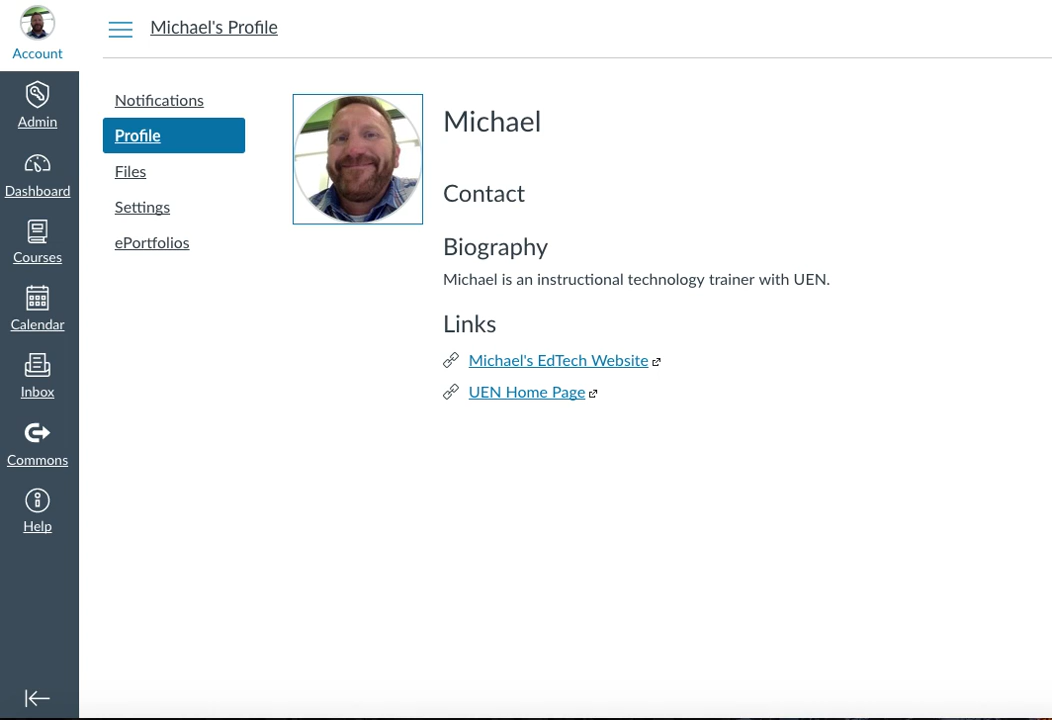 Account
Admin
Dashboard
Courses
Calendar
Inbox
Commons
Help
Michael's Profile
Notifications
Profile
Files
Settings
ePortfolios
Michael
Contact
Biography
Michael is an instructional technology trainer with UEN.
Links
Michael's EdTech Website
UEN Home Page